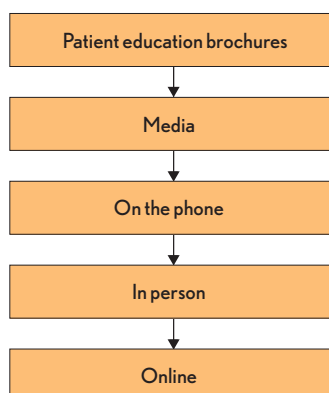 Patient education brochures
Media
On the phone
In person
Online